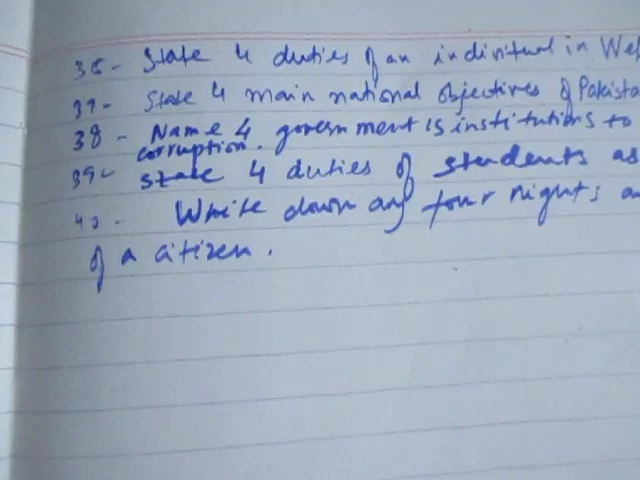 36- State 4 duties of an individual in Wel
37- State 4 main national objectives of Pakista
38- Name 4 government is institutions to
corruption.
39- State 4 duties of students as
40- Write down any four rights a
of a citizen.